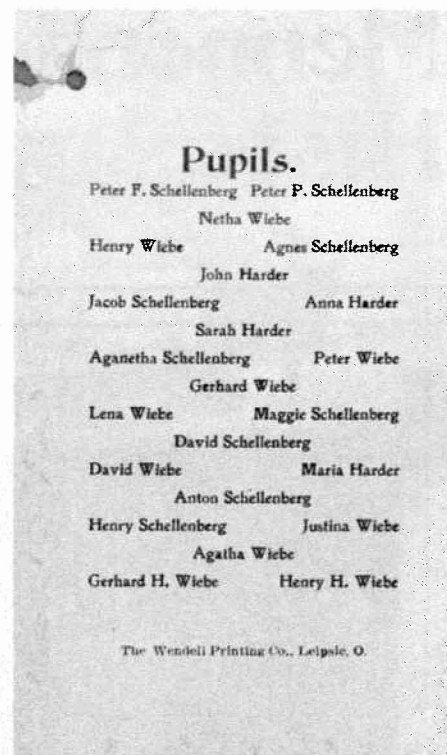 Pupils.
Peter F. Schellenberg Peter P. Schellenberg
Netha Wiebe
Henry Wiebe Agnes Schellenberg
John Harder
Jacob Schellenberg Anna Harder
Sarah Harder
Aganetha Schellenberg Peter Wiebe
Gerhard Wiebe
Lena Wiebe Maggie Schellenberg
David Schellenberg
David Wiebe Maria Harder
Anton Schellenberg
Henry Schellenberg Justina Wiebe
Agatha Wiebe
Gerhard H. Wiebe Henry H. Wiebe
The Wendell Printing Co., Leipsic, O.